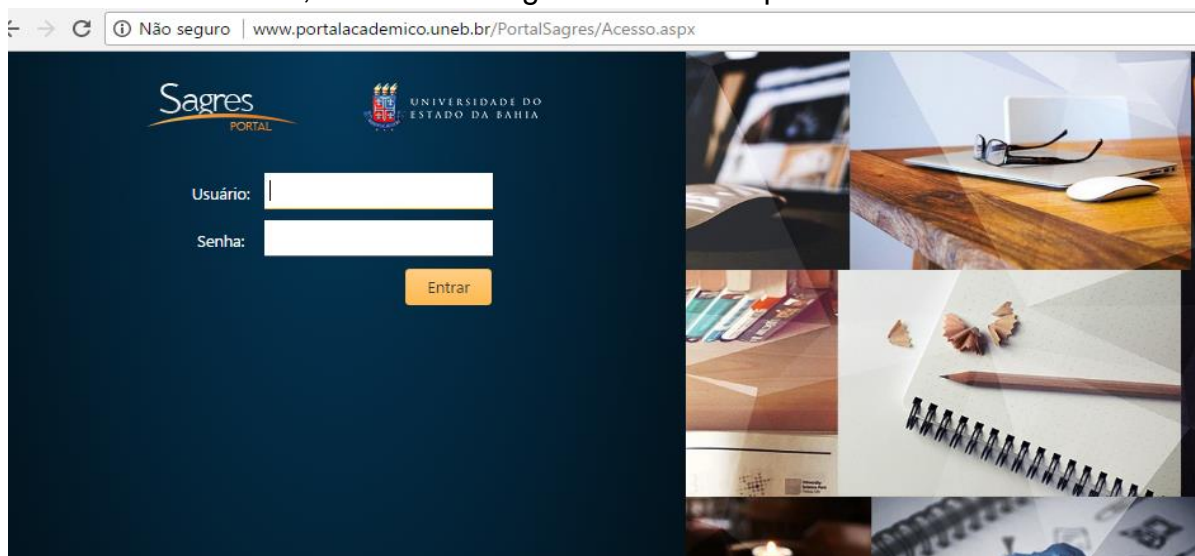 Não seguro | www.portalacademico.uneb.br/PortalSagres/Acesso.aspx
Sagres
PORTAL
UNIVERSIDADE DO
ESTADO DA BAHIA
Usuário:
Senha:
Entrar